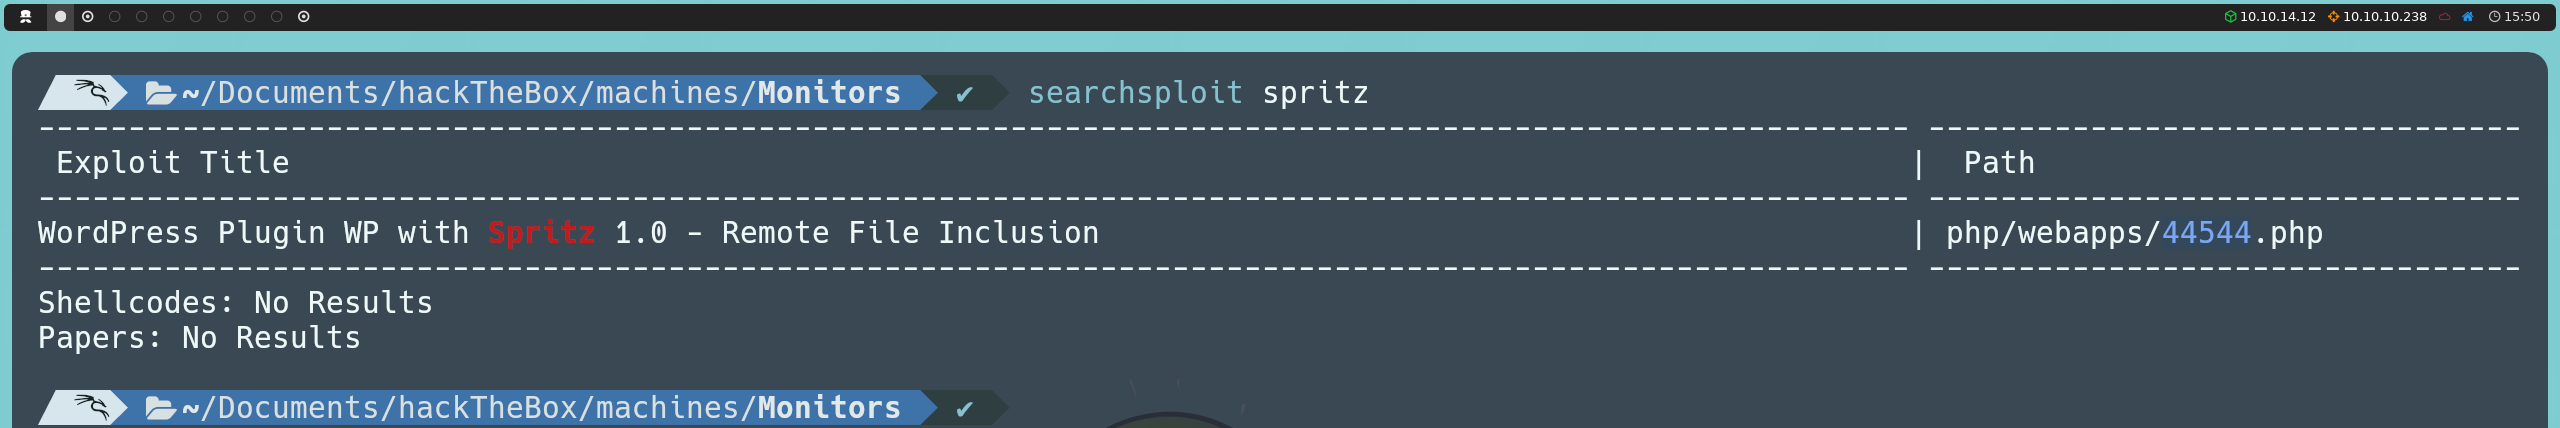 10.10.14.12 10.10.10.238 15:50
~/Documents/hackTheBox/machines/Monitors ✔ searchsploit spritz
---------------------------------------------------------------------------------------------------------- ---------------------------------
Exploit Title | Path
---------------------------------------------------------------------------------------------------------- ---------------------------------
WordPress Plugin WP with Spritz 1.0 - Remote File Inclusion | php/webapps/44544.php
---------------------------------------------------------------------------------------------------------- ---------------------------------
Shellcodes: No Results
Papers: No Results
~/Documents/hackTheBox/machines/Monitors ✔